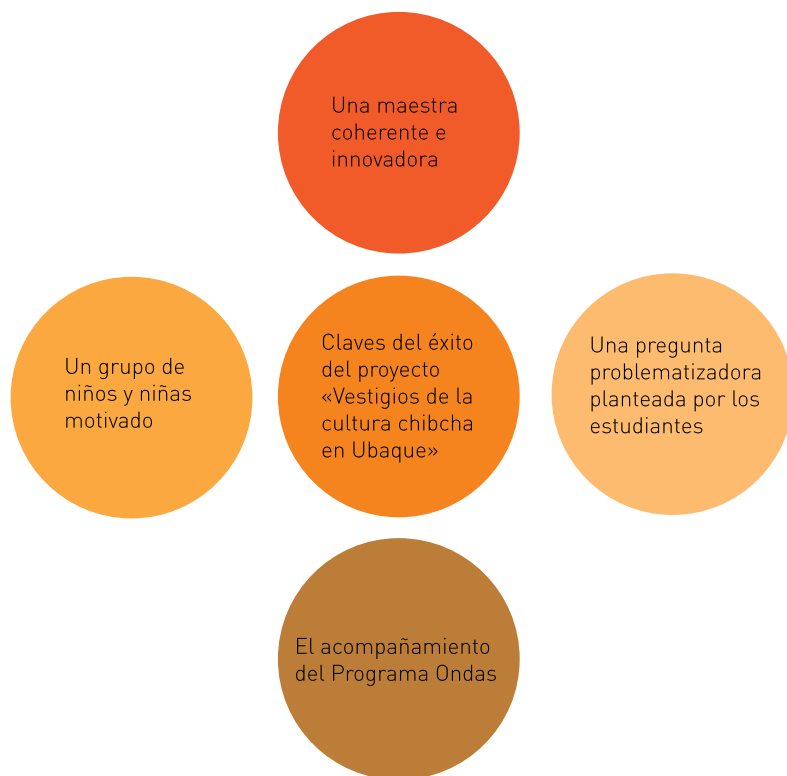 Una maestra
coherente e
innovadora
Un grupo de
niños y niñas
motivado
Claves del éxito
del proyecto
«Vestigios de la
cultura chibcha
en Ubaque»
Una pregunta
problematizadora
planteada por los
estudiantes
El acompañamiento
del Programa Ondas